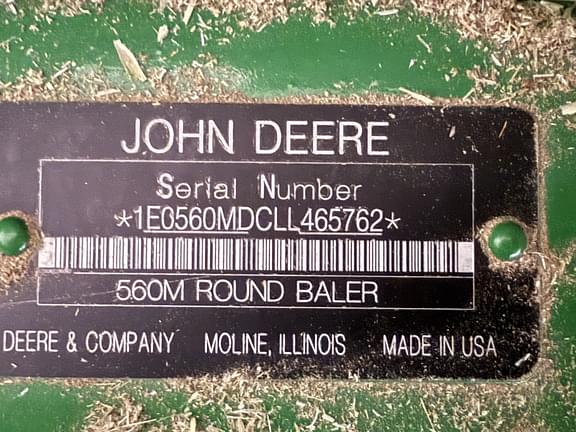 JOHN DEERE
Serial Number
*1E0560MDCLL465762*
560M ROUND BALER
DEERE & COMPANY MOLINE, ILLINOIS MADE IN USA